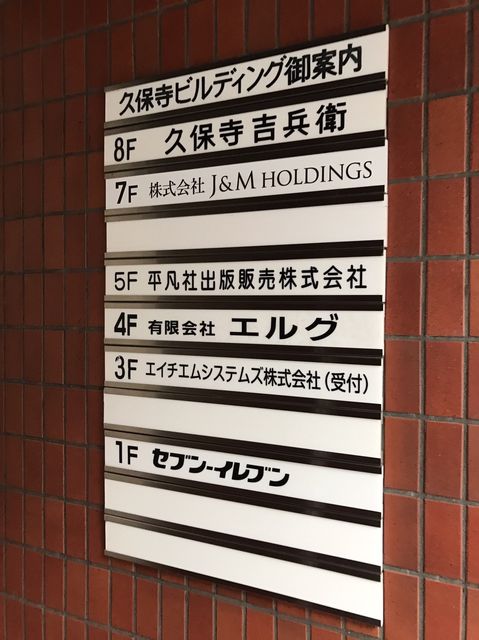 久保寺ビルディング御案内
8F 久保寺吉兵衛
7F 株式会社 J&M HOLDINGS
5F 平凡社出版販売株式会社
4F 有限会社 エルグ
3F エイチエムシステムズ株式会社(受付)
1F セブン-イレブン